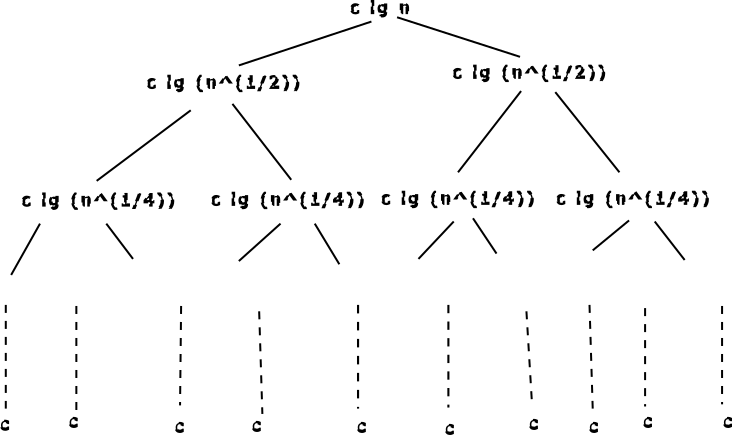 c lg n
c lg (n^(1/2)) c lg (n^(1/2))
c lg (n^(1/4)) c lg (n^(1/4)) c lg (n^(1/4)) c lg (n^(1/4))
c c c c c c c c c c